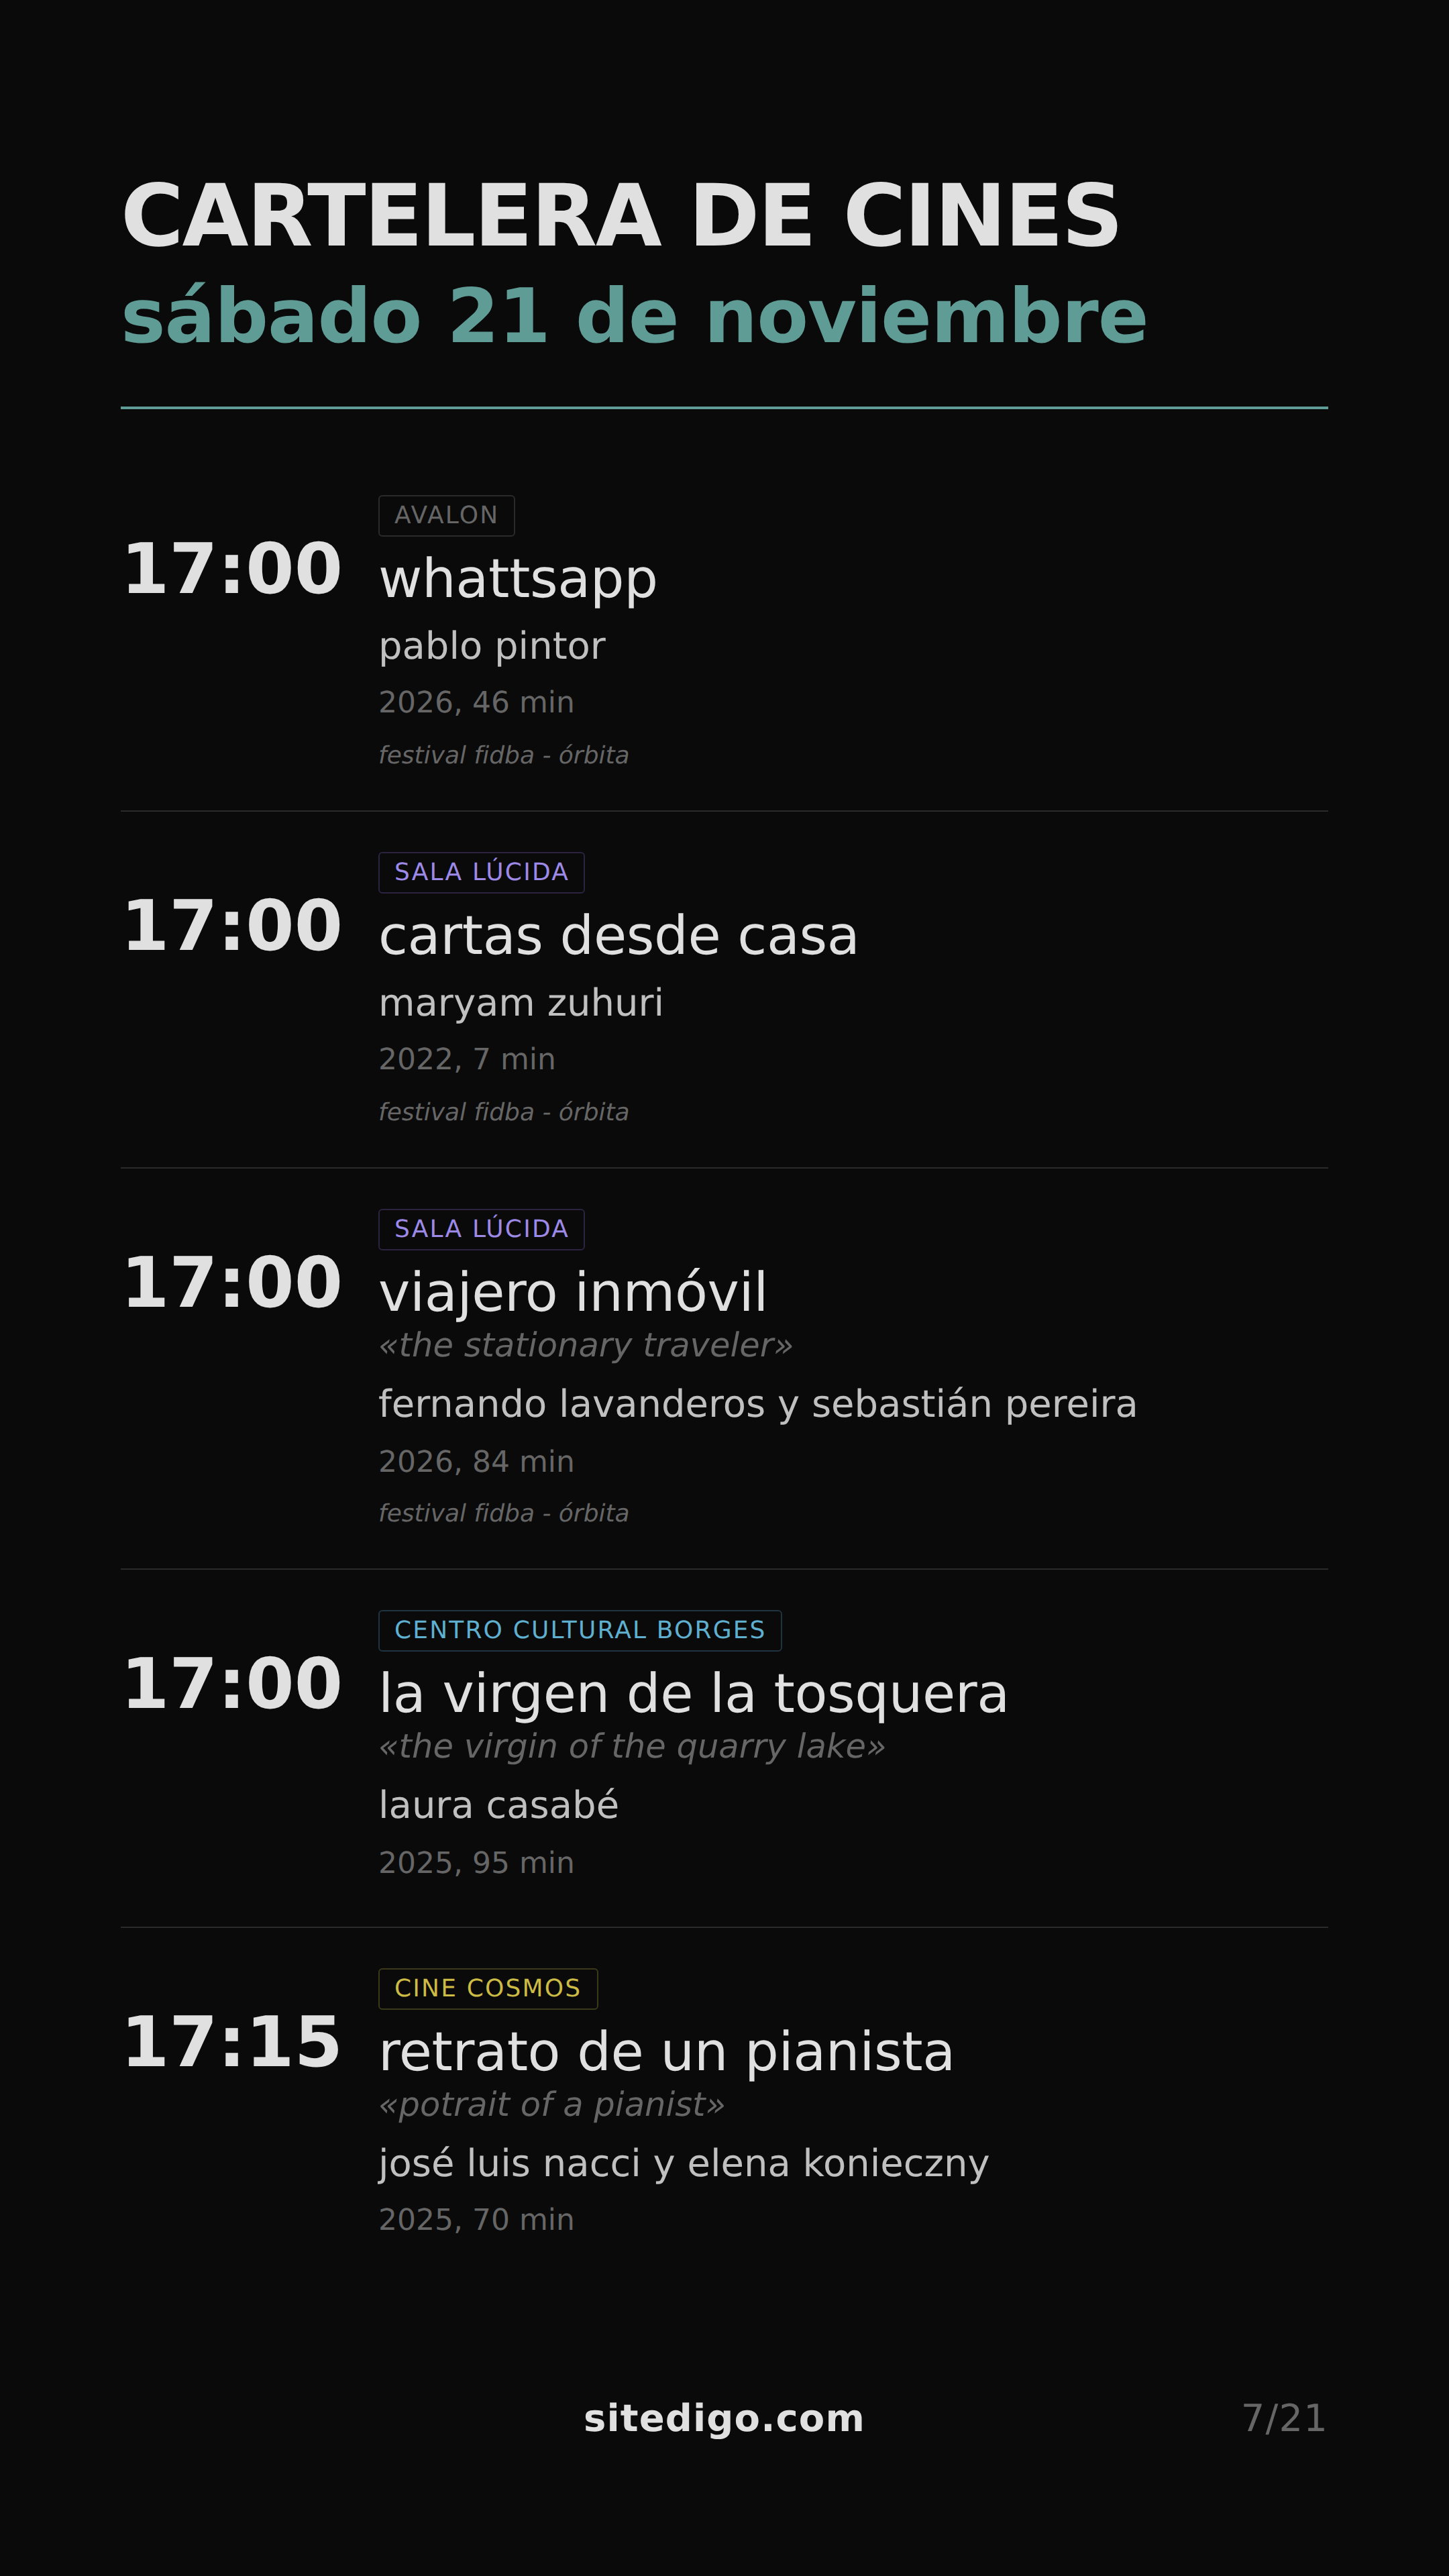 CARTELERA DE CINES
sábado 21 de noviembre
AVALON
17:00
whattsapp
pablo pintor
2026, 46 min
festival fidba - órbita
SALA LÚCIDA
17:00
cartas desde casa
maryam zuhuri
2022, 7 min
festival fidba - órbita
SALA LÚCIDA
17:00
viajero inmóvil
«the stationary traveler»
fernando lavanderos y sebastián pereira
2026, 84 min
festival fidba - órbita
CENTRO CULTURAL BORGES
17:00
la virgen de la tosquera
«the virgin of the quarry lake»
laura casabé
2025, 95 min
CINE COSMOS
17:15
retrato de un pianista
«potrait of a pianist»
josé luis nacci y elena konieczny
2025, 70 min
sitedigo.com
7/21